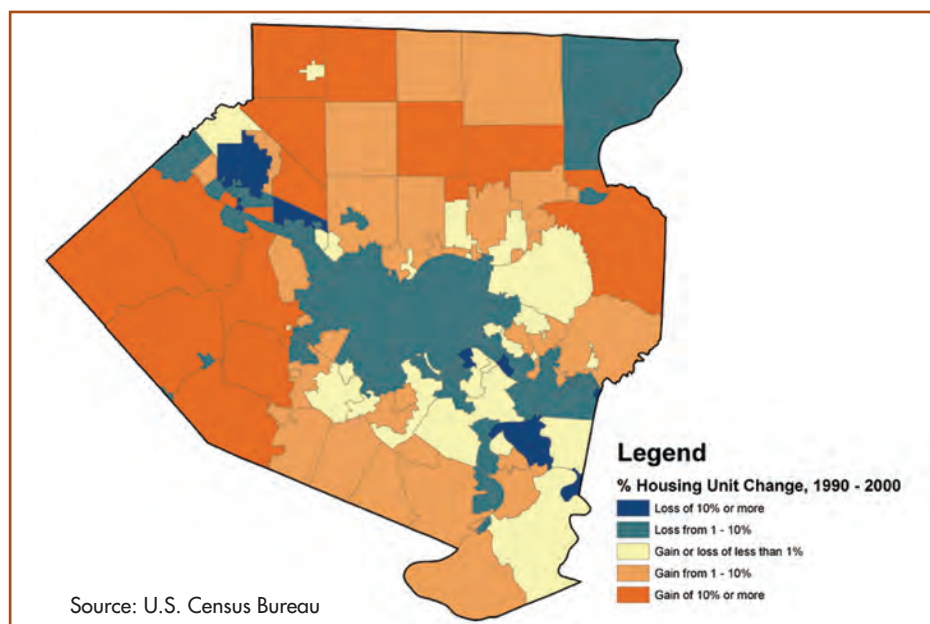 Legend
% Housing Unit Change, 1990 - 2000
Loss of 10% or more
Loss from 1 - 10%
Gain or loss of less than 1%
Gain from 1 - 10%
Gain of 10% or more
Source: U.S. Census Bureau